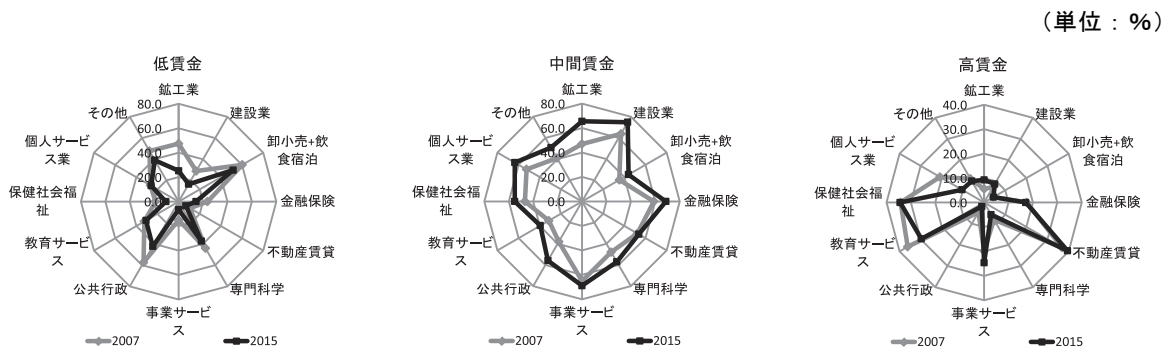 （単位：％）
低賃金
鉱工業
建設業
卸小売+飲
食宿泊
金融保険
不動産賃貸
専門科学
事業サービ
ス
公共行政
教育サービ
ス
保健社会福
祉
個人サービ
ス業
その他
80.0
60.0
40.0
20.0
0.0
2007
2015
中間賃金
鉱工業
建設業
卸小売+飲
食宿泊
金融保険
不動産賃貸
専門科学
事業サービ
ス
公共行政
教育サービ
ス
保健社会福
祉
個人サービ
ス業
その他
80.0
60.0
40.0
20.0
0.0
2007
2015
高賃金
鉱工業
建設業
卸小売+飲
食宿泊
金融保険
不動産賃貸
専門科学
事業サービ
ス
公共行政
教育サービ
ス
保健社会福
祉
個人サービ
ス業
その他
40.0
30.0
20.0
10.0
0.0
2007
2015